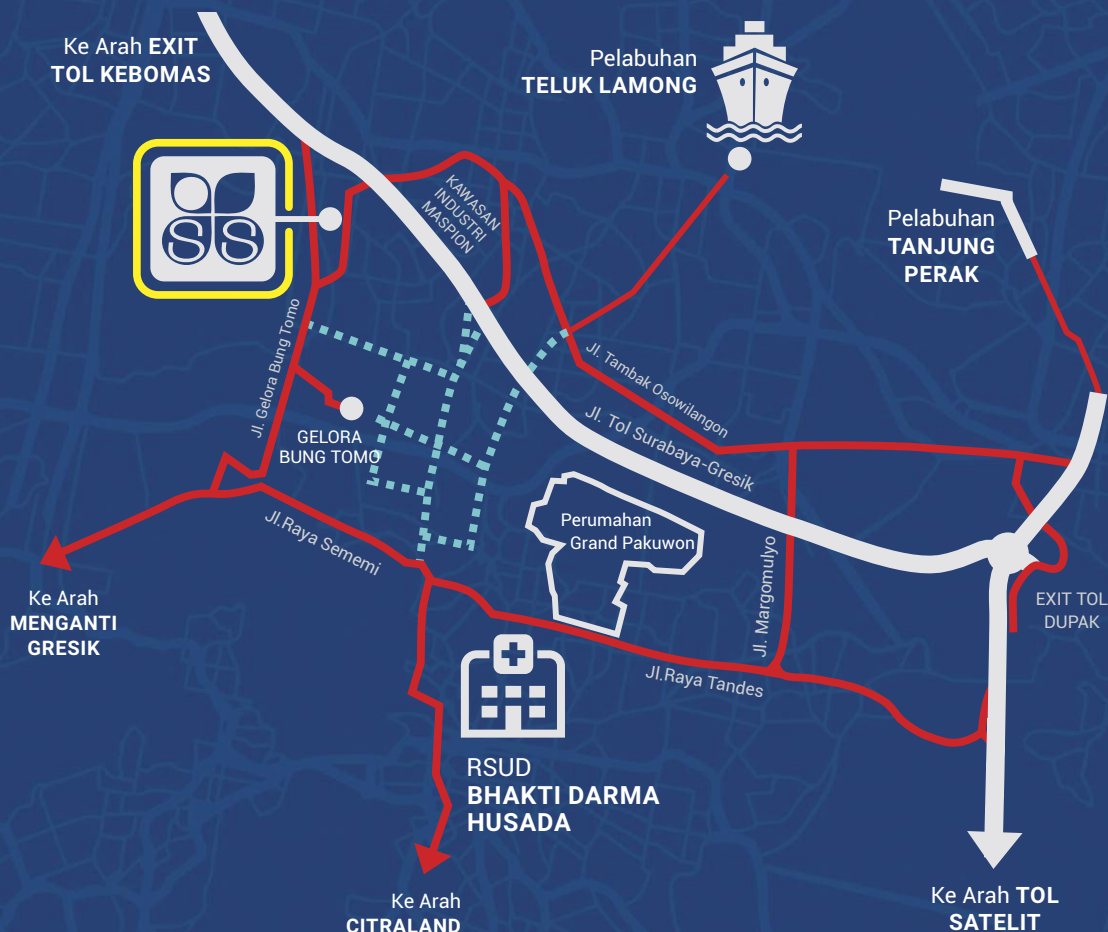 Ke Arah EXIT
TOL KEBOMAS
Pelabuhan
TELUK LAMONG
Pelabuhan
TANJUNG
PERAK
KAWASAN
INDUSTRI
MASPION
SS
Jl. Gelora Bung Tomo
GELORA
BUNG TOMO
Jl. Tambak Osowilangon
Jl. Tol Surabaya-Gresik
Perumahan
Grand Pakuwon
Jl.Raya Sememi
Jl. Margomulyo
Ke Arah
MENGANTI
GRESIK
EXIT TOL
DUPAK
Jl.Raya Tandes
RSUD
BHAKTI DARMA
HUSADA
Ke Arah
CITRALAND
Ke Arah TOL
SATELIT